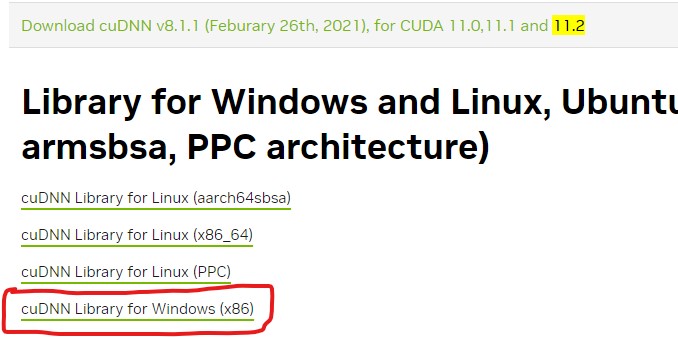 Download cuDNN v8.1.1 (Feburary 26th, 2021), for CUDA 11.0,11.1 and 11.2
Library for Windows and Linux, Ubuntu
armsbsa, PPC architecture)
cuDNN Library for Linux (aarch64sbsa)
cuDNN Library for Linux (x86_64)
cuDNN Library for Linux (PPC)
cuDNN Library for Windows (x86)